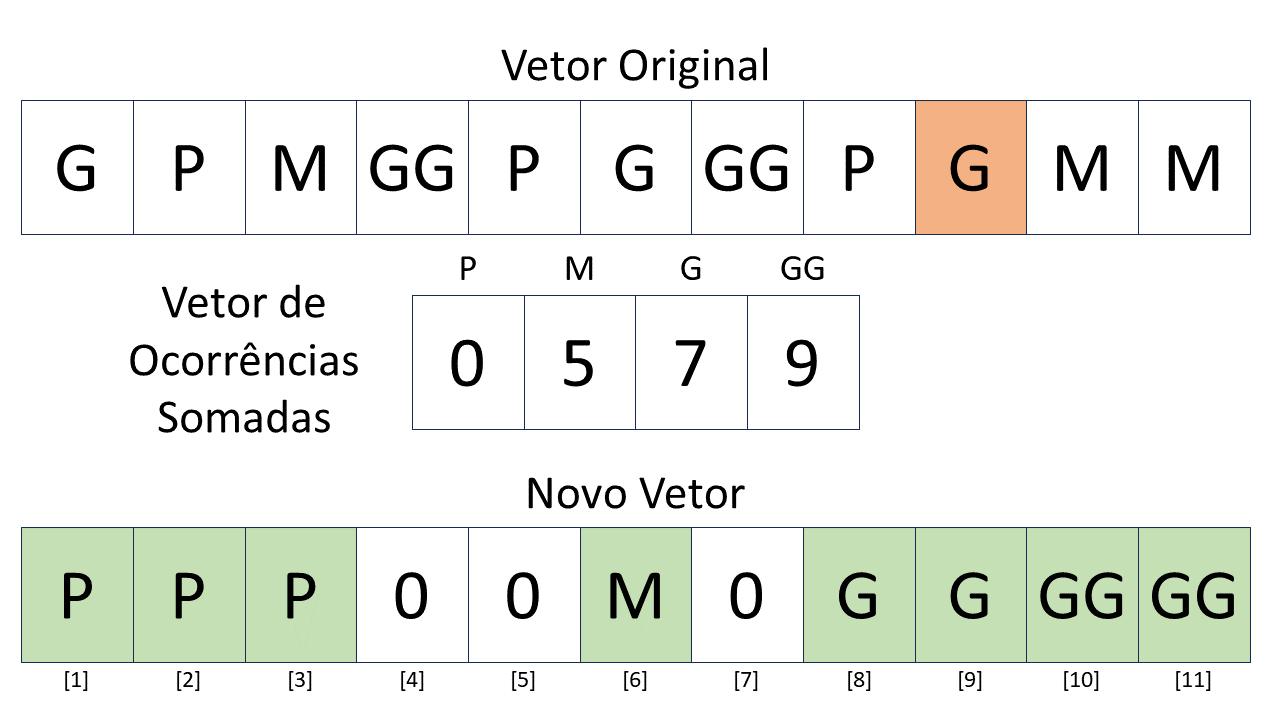 Vetor Original
G P M GG P G GG P G M M
P M G GG
Vetor de
Ocorrências
Somadas
0 5 7 9
Novo Vetor
P P P 0 0 M 0 G G GG GG
[1] [2] [3] [4] [5] [6] [7] [8] [9] [10] [11]